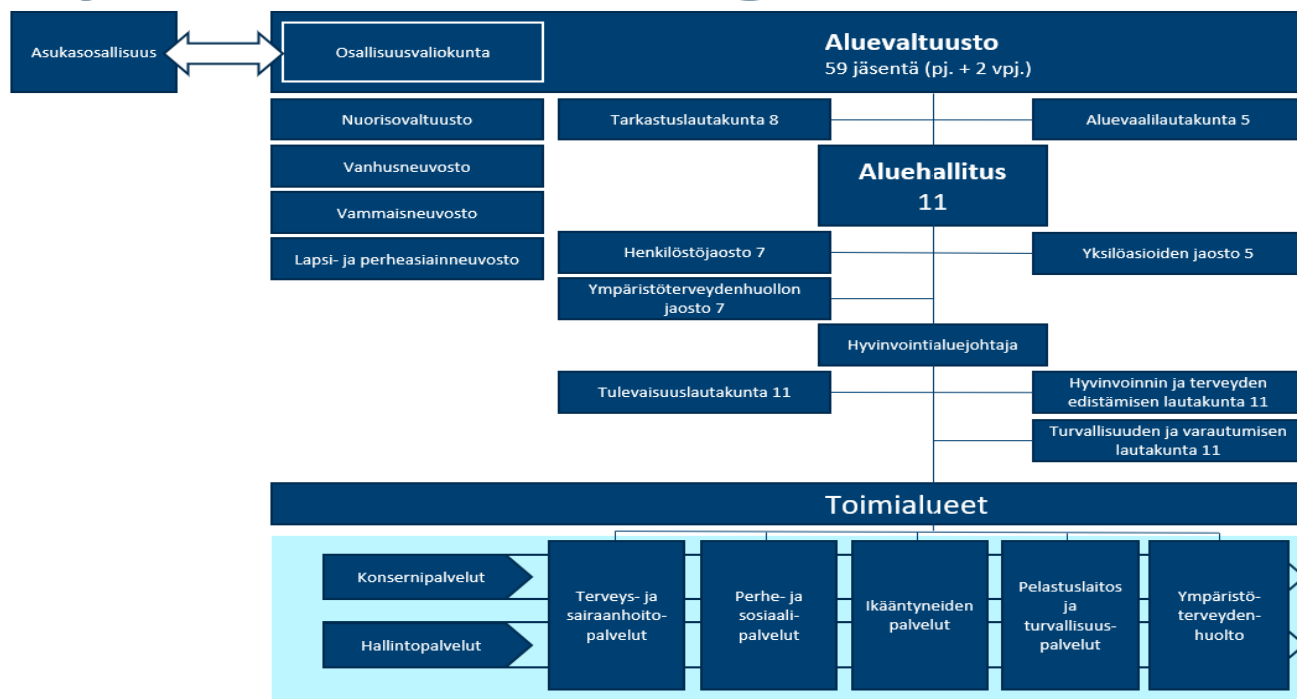 Asukasosallisuus
Osallisuusvaliokunta
Aluevaltuusto
59 jäsentä (pj. + 2 vpj.)
Nuorisovaltuusto
Tarkastuslautakunta 8
Aluevaalilautakunta 5
Vanhusneuvosto
Aluehallitus
11
Vammaisneuvosto
Lapsi- ja perheasiainneuvosto
Henkilöstöjaosto 7
Yksilöasioiden jaosto 5
Ympäristöterveydenhuollon
jaosto 7
Hyvinvointialuejohtaja
Tulevaisuuslautakunta 11
Hyvinvoinnin ja terveyden
edistämisen lautakunta 11
Turvallisuuden ja varautumisen
lautakunta 11
Toimialueet
Konsernipalvelut
Hallintopalvelut
Terveys- ja
sairaanhoito-
palvelut
Perhe- ja
sosiaali-
palvelut
Ikääntyneiden
palvelut
Pelastuslaitos
ja
turvallisuus-
palvelut
Ympäristö-
terveyden-
huolto